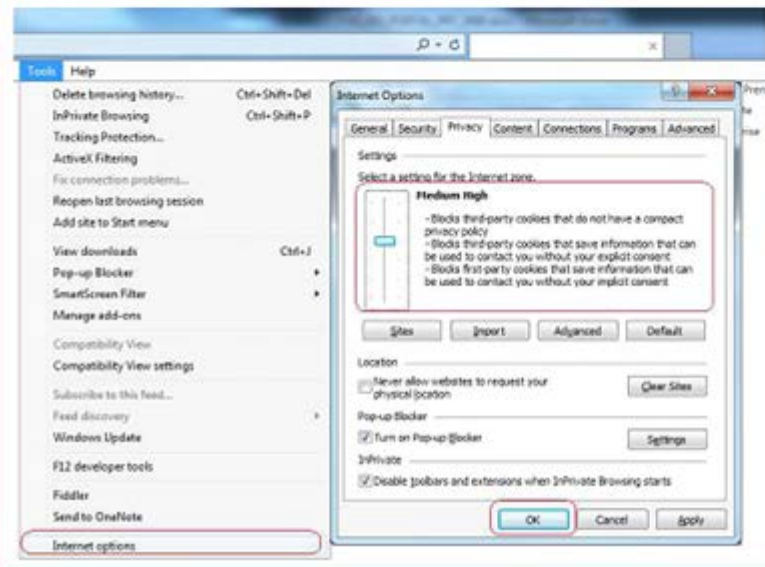 Tools Help
Delete browsing history... Ctrl+Shift+Del
InPrivate Browsing Ctrl+Shift+P
Tracking Protection...
ActiveX Filtering
Fix connection problems...
Reopen last browsing session
Add site to Start menu
View downloads Ctrl+J
Pop-up Blocker
SmartScreen Filter
Manage add-ons
Compatibility View
Compatibility View settings
Subscribe to this feed...
Feed discovery
Windows Update
F12 developer tools
Fiddler
Send to OneNote
Internet options
Internet Options
General Security Privacy Content Connections Programs Advanced
Settings
Select a setting for the Internet zone.
Medium High
-Blocks third-party cookies that do not have a compact
privacy policy
-Blocks third-party cookies that save information that can
be used to contact you without your explicit consent
-Blocks first-party cookies that save information that can
be used to contact you without your implicit consent
Sites Import Advanced Default
Location
Never allow websites to request your
physical location
Clear Sites
Pop-up Blocker
Turn on Pop-up Blocker
Settings
InPrivate
Disable toolbars and extensions when InPrivate Browsing starts
OK Cancel Apply